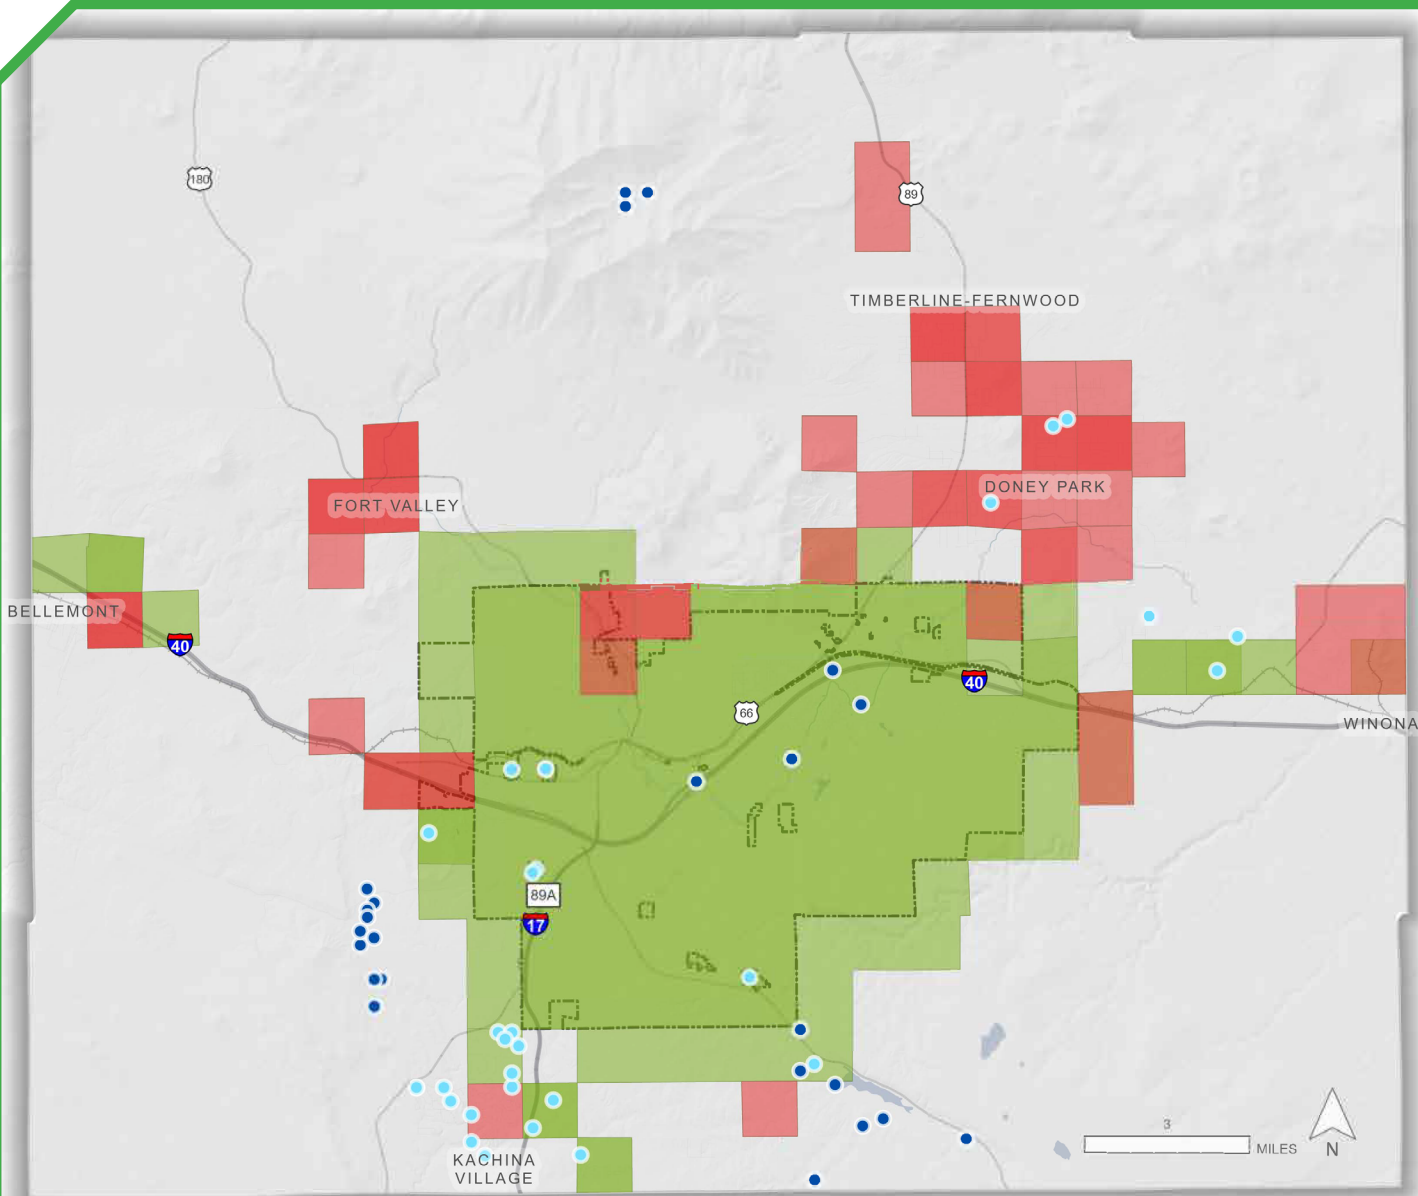 180
89
TIMBERLINE-FERNWOOD
DONEY PARK
FORT VALLEY
BELLEMONT
40
40
66
WINONA
89A
17
3
MILES
N
KACHINA
VILLAGE